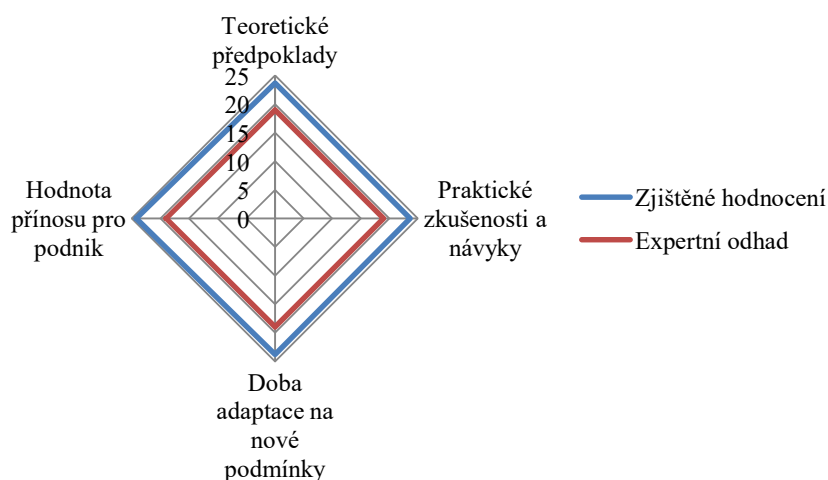 Teoretické
předpoklady
25
20
15
10
5
0
Hodnota
přínosu pro
podnik
Praktické
zkušenosti a
návyky
Doba
adaptace na
nové
podmínky
Zjištěné hodnocení
Expertní odhad